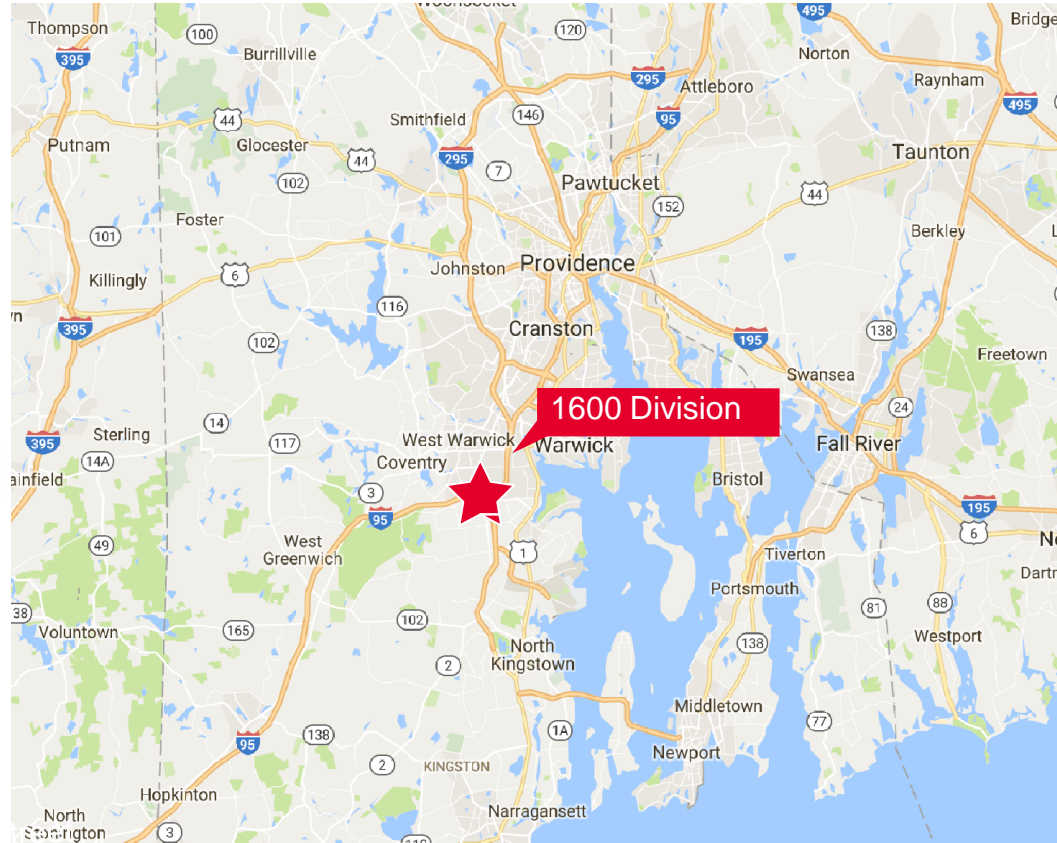 Woonsocket
495
Bridge
Thompson
100
120
Norton
Burrillville
395
295
Attleboro
Raynham
495
Smithfield
146
95
44
Putnam
Glocester
44
295
7
Taunton
102
Pawtucket
44
152
Foster
101
Berkley
Killingly
6
Johnston
Providence
116
395
Cranston
195
138
102
Freetown
Swansea
1600 Division
24
14
Sterling
395
117
West Warwick
Warwick
Fall River
14A
Coventry
ainfield
3
Bristol
95
195
6
49
West
Greenwich
1
Tiverton
Dartm
Portsmouth
38
102
81
88
Voluntown
165
138
Westport
North
Kingstown
2
Middletown
77
1A
95
138
Newport
2
KINGSTON
Hopkinton
Narragansett
North
Stonington
3